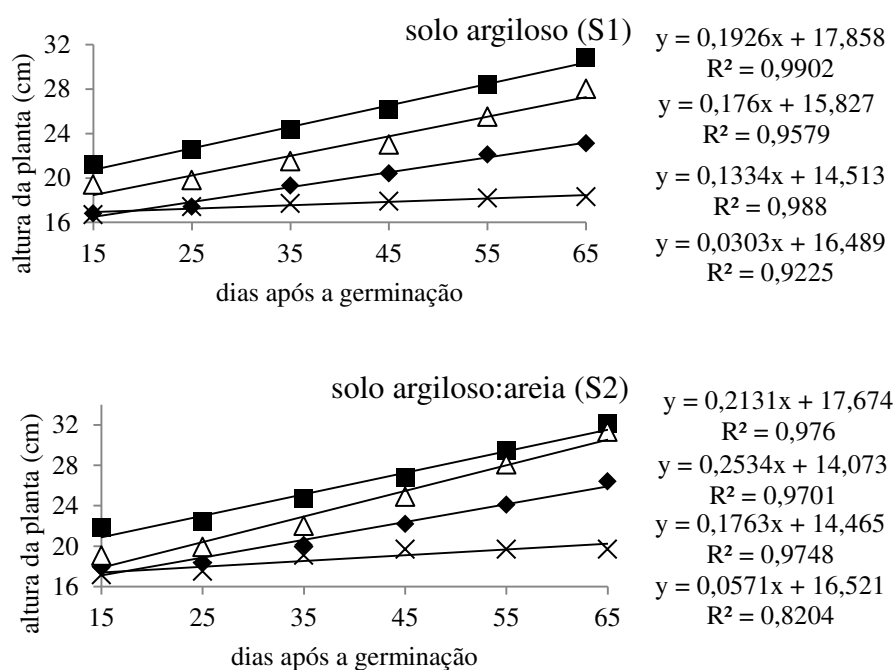 solo argiloso (S1)
altura da planta (cm)
32
28
24
20
16
15 25 35 45 55 65
dias após a germinação
y = 0,1926x + 17,858
R² = 0,9902
y = 0,176x + 15,827
R² = 0,9579
y = 0,1334x + 14,513
R² = 0,988
y = 0,0303x + 16,489
R² = 0,9225
solo argiloso:areia (S2)
altura da planta (cm)
32
28
24
20
16
15 25 35 45 55 65
dias após a germinação
y = 0,2131x + 17,674
R² = 0,976
y = 0,2534x + 14,073
R² = 0,9701
y = 0,1763x + 14,465
R² = 0,9748
y = 0,0571x + 16,521
R² = 0,8204